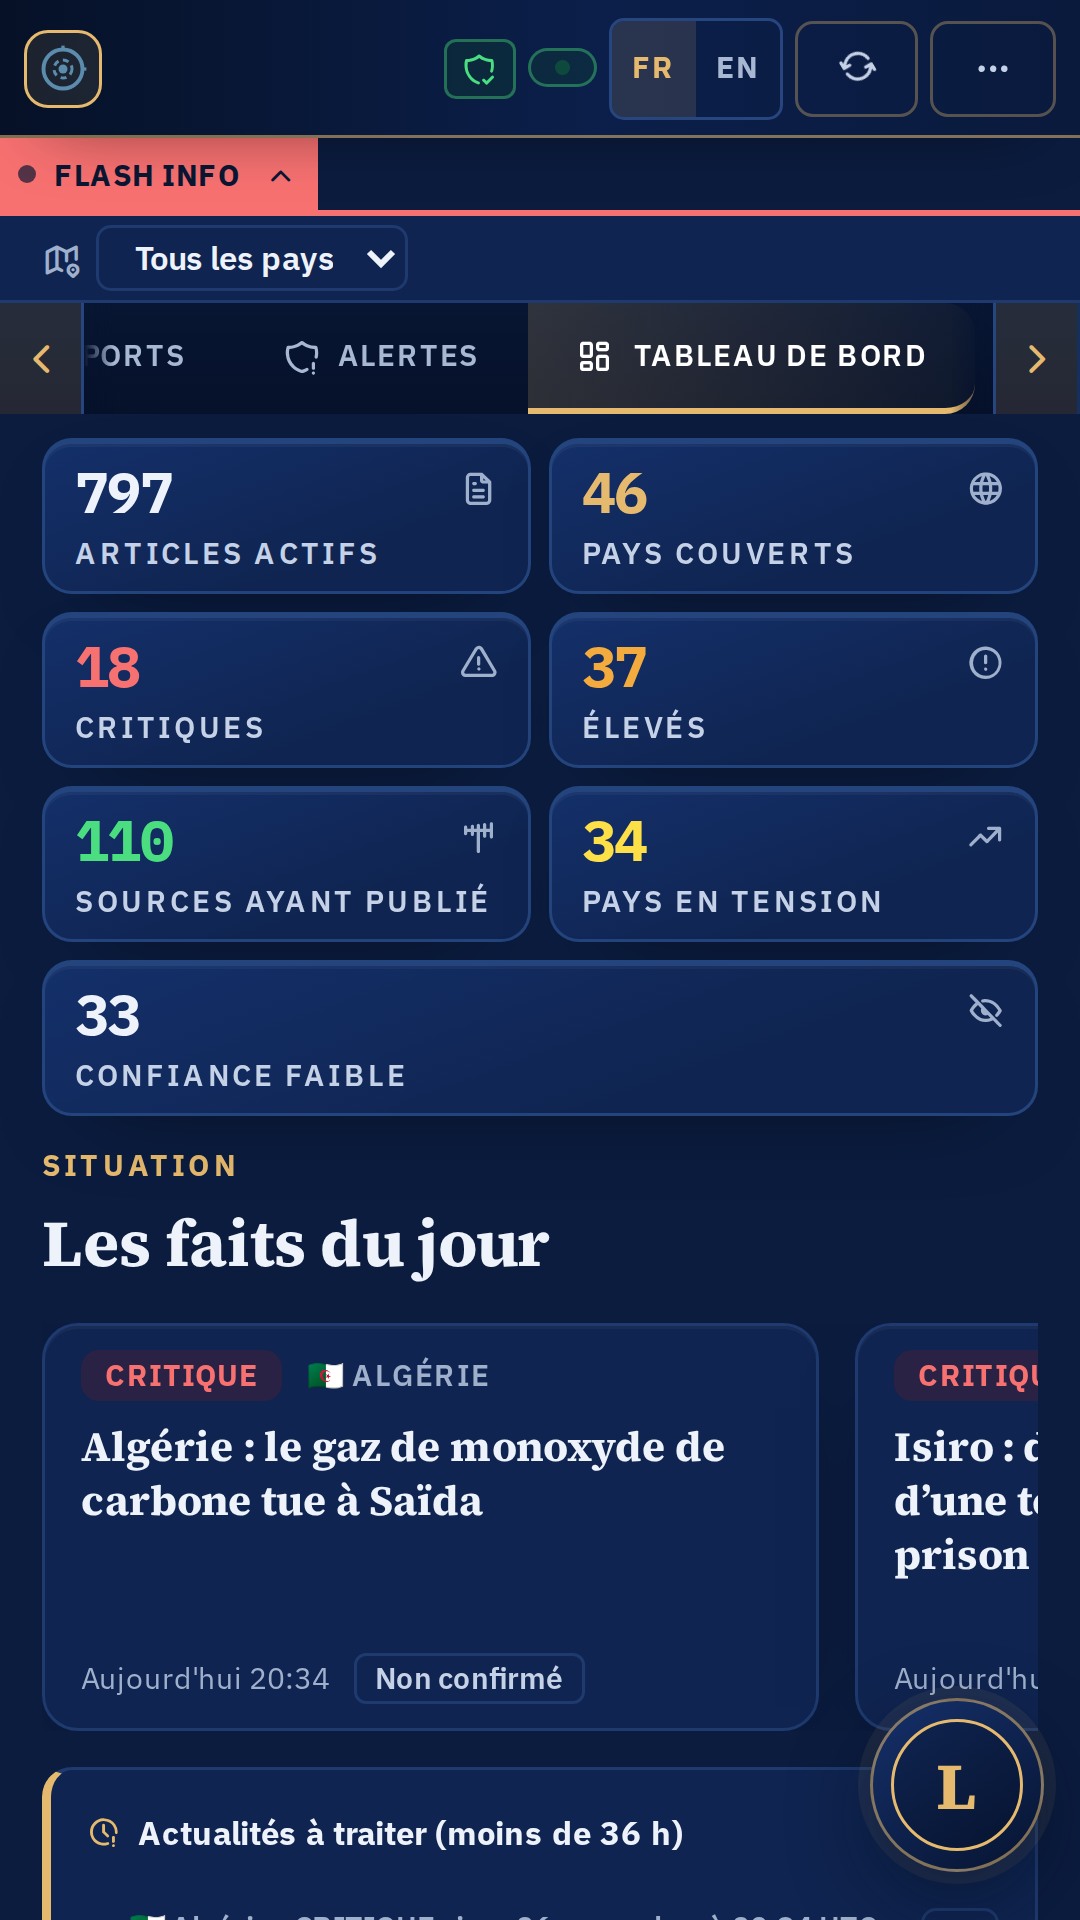 FR EN ...
FLASH INFO
Tous les pays
PORTS ALERTES TABLEAU DE BORD
797
ARTICLES ACTIFS
46
PAYS COUVERTS
18
CRITIQUES
37
ÉLEVÉS
110
SOURCES AYANT PUBLIÉ
34
PAYS EN TENSION
33
CONFIANCE FAIBLE
SITUATION
Les faits du jour
CRITIQUE ALGÉRIE
Algérie : le gaz de monoxyde de
carbone tue à Saïda
Aujourd'hui 20:34 Non confirmé
CRITIQU
Isiro : d
d’une te
prison
Aujourd'hu
L
Actualités à traiter (moins de 36 h)